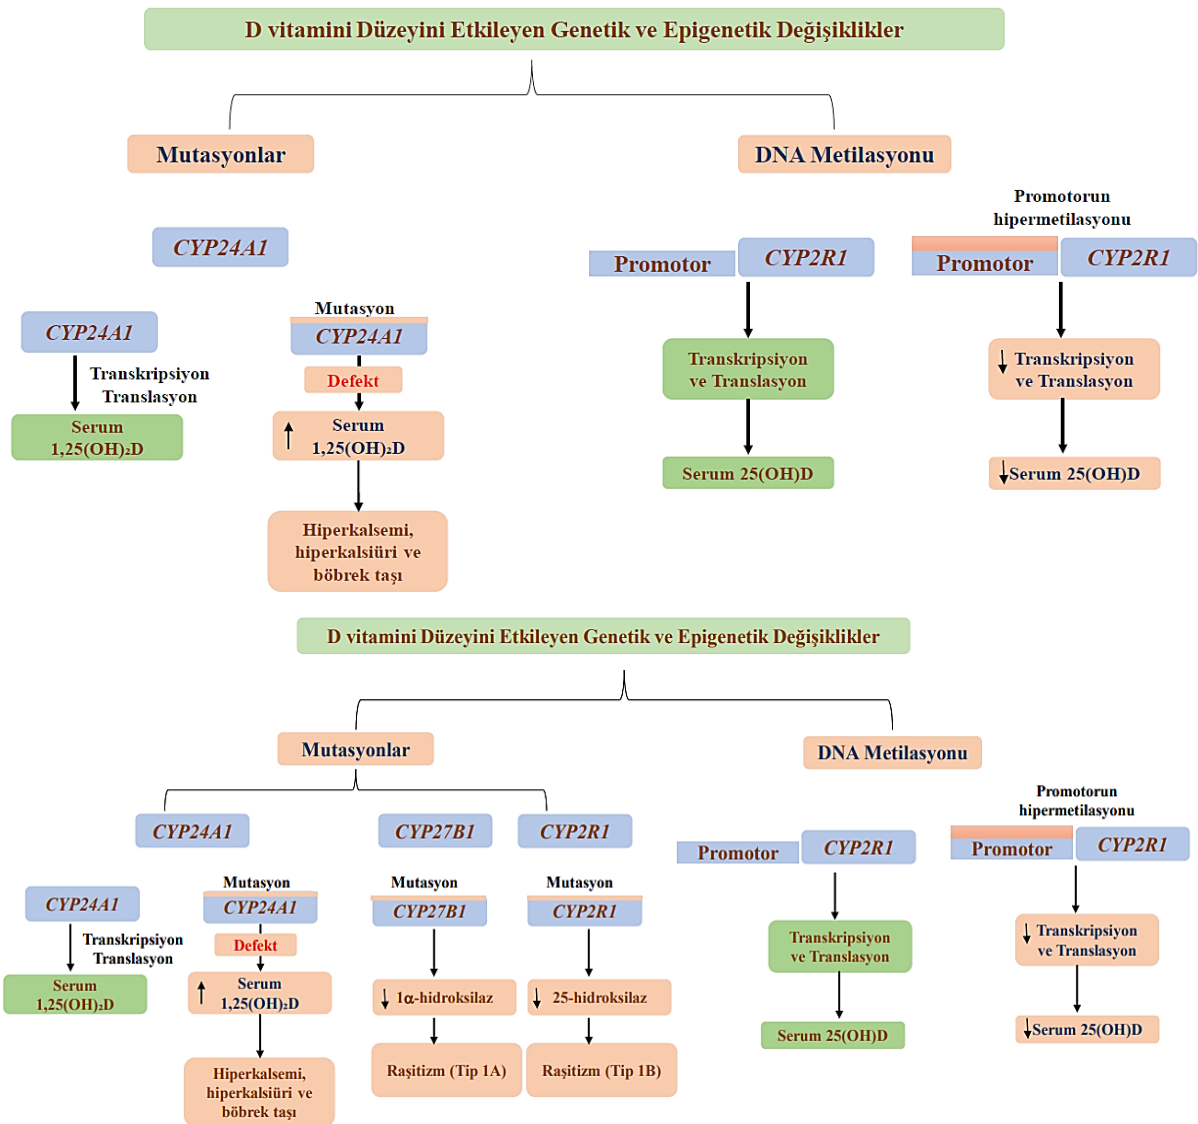 D vitamini Düzeyini Etkileyen Genetik ve Epigenetik Değişiklikler
Mutasyonlar
DNA Metilasyonu
CYP24A1
CYP24A1
Transkripsiyon
Translasyon
Serum
1,25(OH)₂D
Mutasyon
CYP24A1
Defekt
↑ Serum
1,25(OH)₂D
Hiperkalsemi,
hiperkalsiüri ve
böbrek taşı
Promotor
CYP2R1
Transkripsiyon
ve Translasyon
Serum 25(OH)D
Promotorun
hipermetilasyonu
Promotor
CYP2R1
↓ Transkripsiyon
ve Translasyon
↓ Serum 25(OH)D
D vitamini Düzeyini Etkileyen Genetik ve Epigenetik Değişiklikler
Mutasyonlar
DNA Metilasyonu
CYP24A1
CYP27B1
CYP2R1
CYP24A1
Transkripsiyon
Translasyon
Serum
1,25(OH)₂D
Mutasyon
CYP24A1
Defekt
↑ Serum
1,25(OH)₂D
Hiperkalsemi,
hiperkalsiüri ve
böbrek taşı
Mutasyon
CYP27B1
↓ 1α-hidroksilaz
Raşitizm (Tip 1A)
Mutasyon
CYP2R1
↓ 25-hidroksilaz
Raşitizm (Tip 1B)
Promotor
CYP2R1
Transkripsiyon
ve Translasyon
Serum 25(OH)D
Promotorun
hipermetilasyonu
Promotor
CYP2R1
↓ Transkripsiyon
ve Translasyon
↓ Serum 25(OH)D